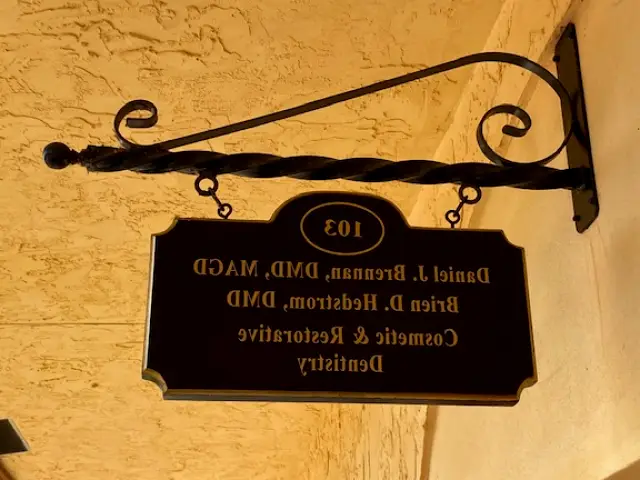 103
Daniel J. Brennan, DMD, MAGD
Brien D. Hedstrom, DMD
Cosmetic & Restorative
Dentistry